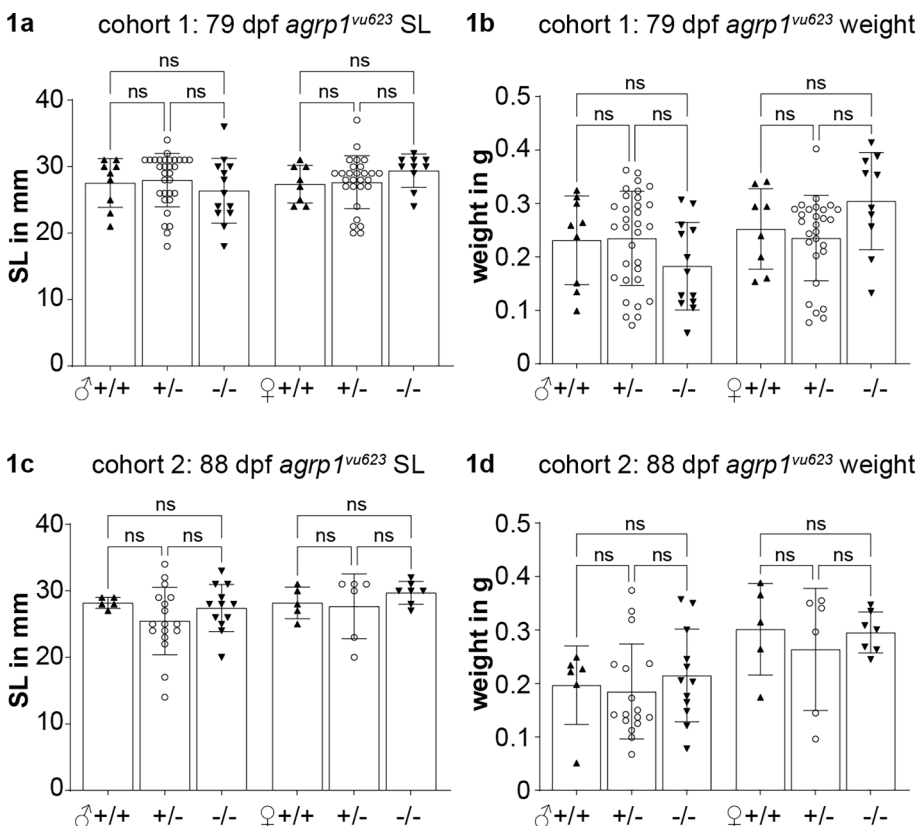 1a cohort 1: 79 dpf agrp1vu623 SL
ns
ns ns
ns
ns ns
SL in mm
40
30
20
10
0
♂+/+ +/- -/- ♀+/+ +/- -/-
1b cohort 1: 79 dpf agrp1vu623 weight
ns
ns ns
ns
ns ns
weight in g
0.5
0.4
0.3
0.2
0.1
0
♂+/+ +/- -/- ♀+/+ +/- -/-
1c cohort 2: 88 dpf agrp1vu623 SL
ns
ns ns
ns
ns ns
SL in mm
40
30
20
10
0
♂+/+ +/- -/- ♀+/+ +/- -/-
1d cohort 2: 88 dpf agrp1vu623 weight
ns
ns ns
ns
ns ns
weight in g
0.5
0.4
0.3
0.2
0.1
0
♂+/+ +/- -/- ♀+/+ +/- -/-